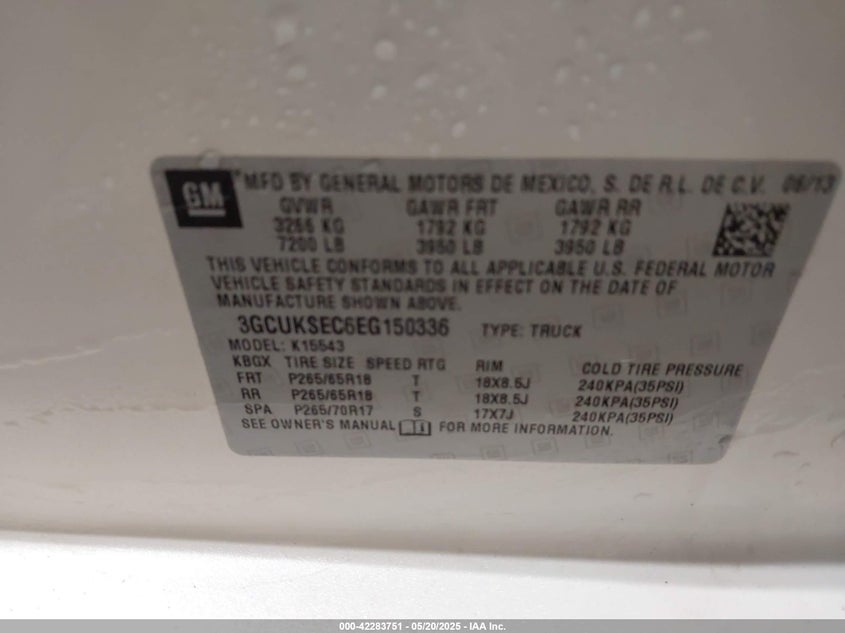 GM
MFD BY GENERAL MOTORS DE MEXICO, S. DE R.L. DE C.V. 06/13
GVWR GAWR FRT GAWR RR
3266 KG 1792 KG 1792 KG
7200 LB 3950 LB 3950 LB
THIS VEHICLE CONFORMS TO ALL APPLICABLE U.S. FEDERAL MOTOR
VEHICLE SAFETY STANDARDS IN EFFECT ON THE DATE OF
MANUFACTURE SHOWN ABOVE.
3GCUKSEC6EG150336 TYPE: TRUCK
MODEL: K15543
KBGX TIRE SIZE SPEED RTG RIM COLD TIRE PRESSURE
FRT P265/65R18 T 18X8.5J 240KPA(35PSI)
RR P265/65R18 T 18X8.5J 240KPA(35PSI)
SPA P265/70R17 S 17X7J 240KPA(35PSI)
SEE OWNER'S MANUAL FOR MORE INFORMATION.
000-42283751 — 05/20/2025 - IAA Inc.